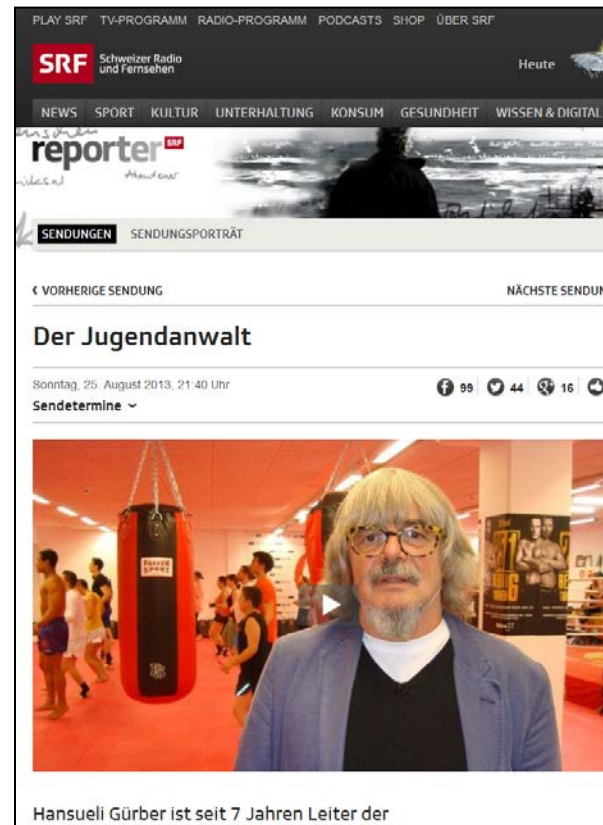 PLAY SRF TV-PROGRAMM RADIO-PROGRAMM PODCASTS SHOP ÜBER SRF
SRF Schweizer Radio
und Fernsehen
Heute
NEWS SPORT KULTUR UNTERHALTUNG KONSUM GESUNDHEIT WISSEN & DIGITAL
reporter SRF
Abenteuer
SENDUNGEN SENDUNGSPORTRÄT
VORHERIGE SENDUNG NÄCHSTE SENDUN
Der Jugendanwalt
Sonntag, 25. August 2013, 21:40 Uhr
99 44 16
Sendetermine
Hansueli Gürber ist seit 7 Jahren Leiter der